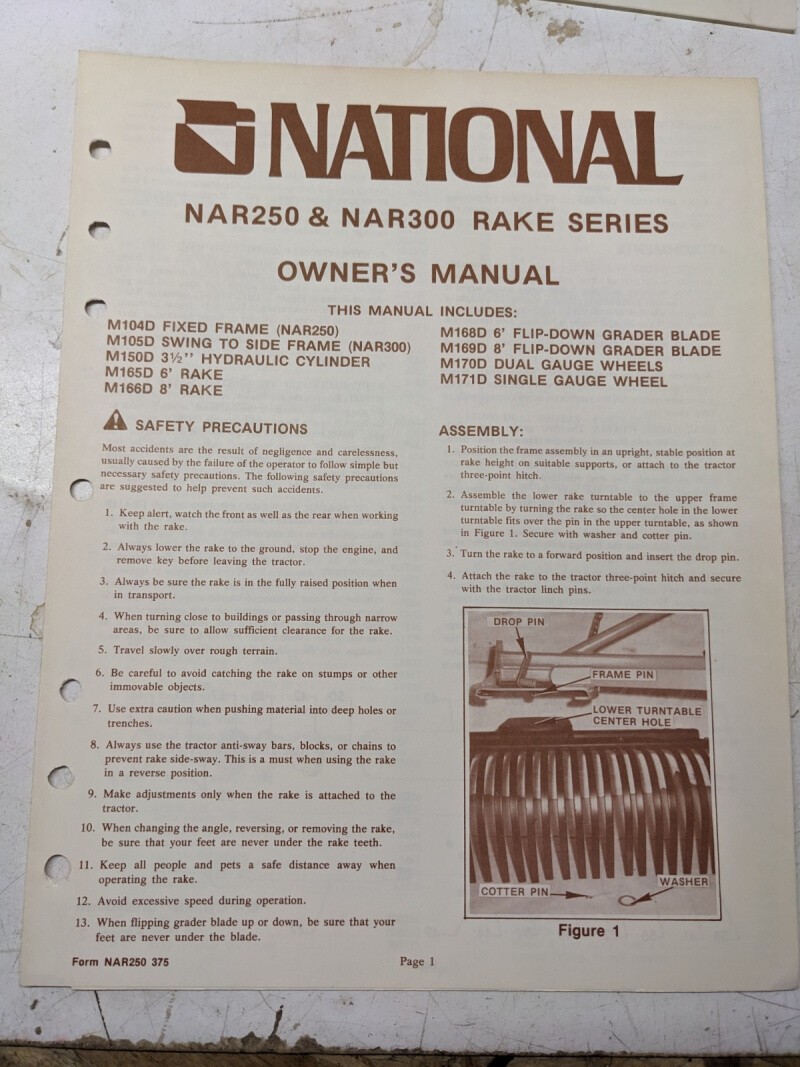 NATIONAL
NAR250 & NAR300 RAKE SERIES
OWNER'S MANUAL
THIS MANUAL INCLUDES:
M104D FIXED FRAME (NAR250)
M105D SWING TO SIDE FRAME (NAR300)
M150D 3½" HYDRAULIC CYLINDER
M165D 6' RAKE
M166D 8' RAKE
M168D 6' FLIP-DOWN GRADER BLADE
M169D 8' FLIP-DOWN GRADER BLADE
M170D DUAL GAUGE WHEELS
M171D SINGLE GAUGE WHEEL
SAFETY PRECAUTIONS
Most accidents are the result of negligence and carelessness,
usually caused by the failure of the operator to follow simple but
necessary safety precautions. The following safety precautions
are suggested to help prevent such accidents.
1. Keep alert, watch the front as well as the rear when working
with the rake.
2. Always lower the rake to the ground, stop the engine, and
remove key before leaving the tractor.
3. Always be sure the rake is in the fully raised position when
in transport.
4. When turning close to buildings or passing through narrow
areas, be sure to allow sufficient clearance for the rake.
5. Travel slowly over rough terrain.
6. Be careful to avoid catching the rake on stumps or other
immovable objects.
7. Use extra caution when pushing material into deep holes or
trenches.
8. Always use the tractor anti-sway bars, blocks, or chains to
prevent rake side-sway. This is a must when using the rake
in a reverse position.
9. Make adjustments only when the rake is attached to the
tractor.
10. When changing the angle, reversing, or removing the rake,
be sure that your feet are never under the rake teeth.
11. Keep all people and pets a safe distance away when
operating the rake.
12. Avoid excessive speed during operation.
13. When flipping grader blade up or down, be sure that your
feet are never under the blade.
ASSEMBLY:
1. Position the frame assembly in an upright, stable position at
rake height on suitable supports, or attach to the tractor
three-point hitch.
2. Assemble the lower rake turntable to the upper frame
turntable by turning the rake so the center hole in the lower
turntable fits over the pin in the upper turntable, as shown
in Figure 1. Secure with washer and cotter pin.
3. Turn the rake to a forward position and insert the drop pin.
4. Attach the rake to the tractor three-point hitch and secure
with the tractor linch pins.
DROP PIN
FRAME PIN
LOWER TURNTABLE
CENTER HOLE
WASHER
COTTER PIN
Figure 1
Form NAR250 375
Page 1